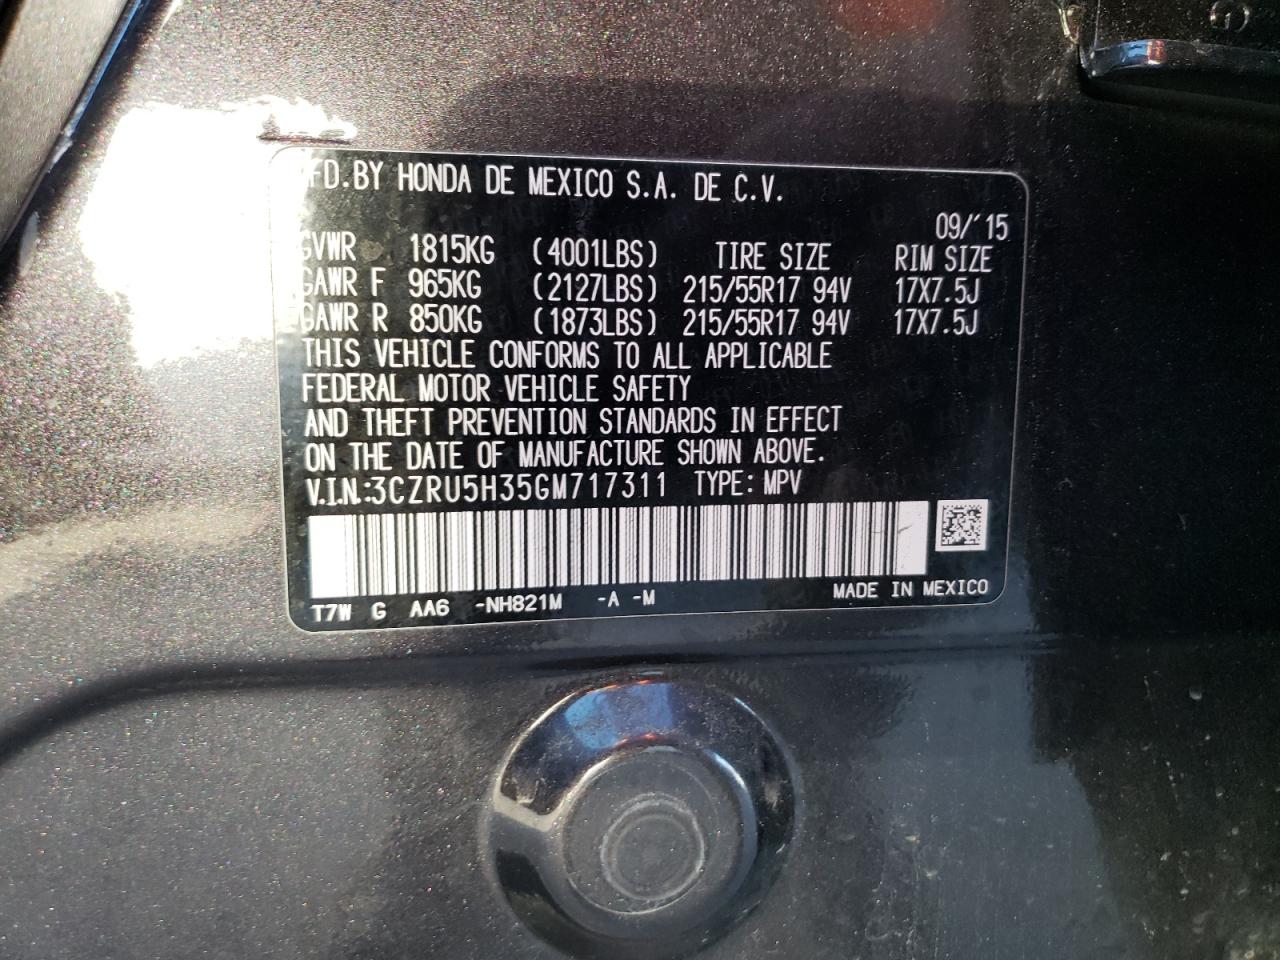 MFD.BY HONDA DE MEXICO S.A. DE C.V.
09/'15
GVWR 1815KG (4001LBS) TIRE SIZE RIM SIZE
GAWR F 965KG (2127LBS) 215/55R17 94V 17X7.5J
GAWR R 850KG (1873LBS) 215/55R17 94V 17X7.5J
THIS VEHICLE CONFORMS TO ALL APPLICABLE
FEDERAL MOTOR VEHICLE SAFETY
AND THEFT PREVENTION STANDARDS IN EFFECT
ON THE DATE OF MANUFACTURE SHOWN ABOVE.
V.I.N.:3CZRU5H35GM717311 TYPE: MPV
T7W G AA6 -NH821M -A -M MADE IN MEXICO